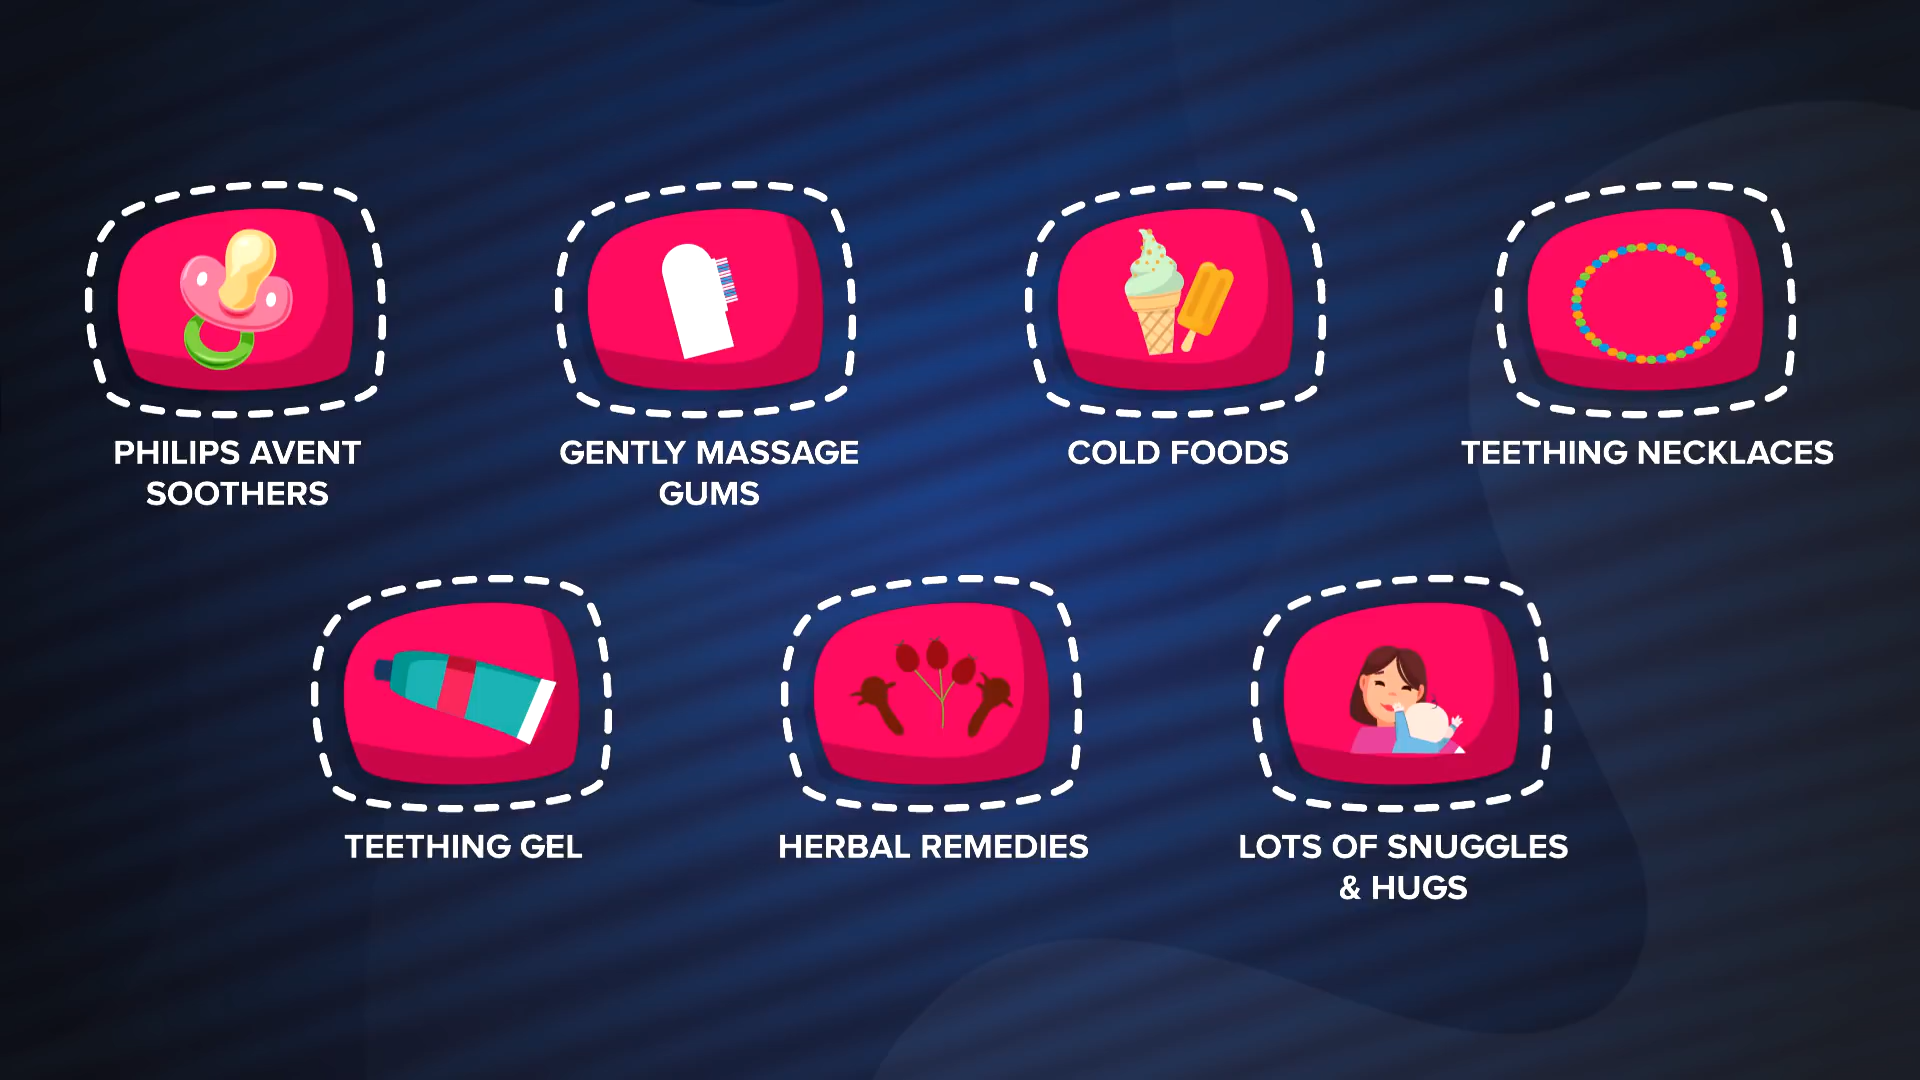 PHILIPS AVENT
SOOTHERS
GENTLY MASSAGE
GUMS
COLD FOODS
TEETHING NECKLACES
TEETHING GEL
HERBAL REMEDIES
LOTS OF SNUGGLES
& HUGS